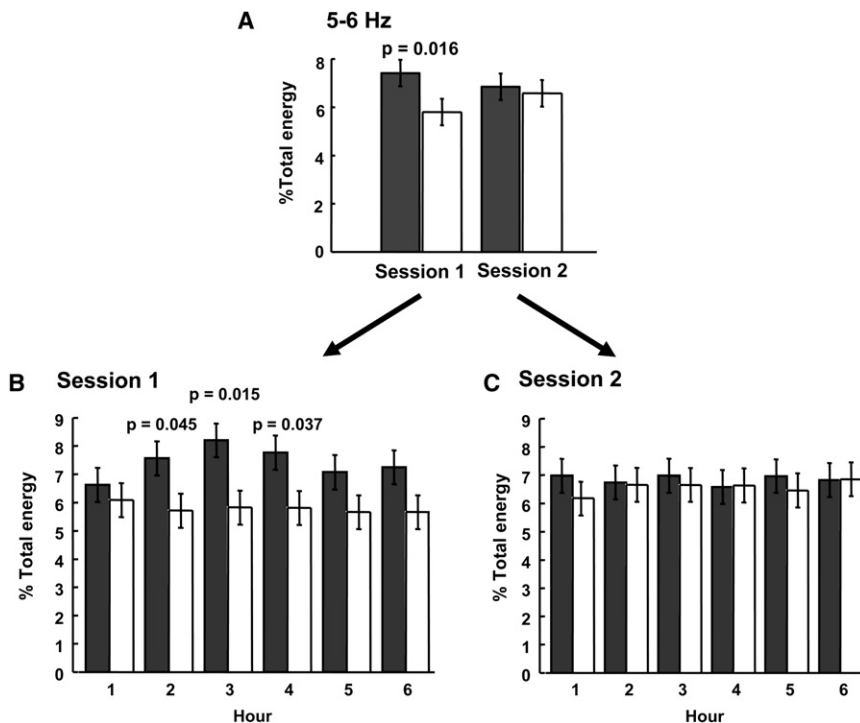 A 5-6 Hz
p = 0.016
%Total energy
8
6
4
2
0
Session 1 Session 2
B Session 1
p = 0.015
p = 0.045 p = 0.037
% Total energy
9
8
7
6
5
4
3
2
1
0
1 2 3 4 5 6
Hour
C Session 2
% Total energy
9
8
7
6
5
4
3
2
1
0
1 2 3 4 5 6
Hour